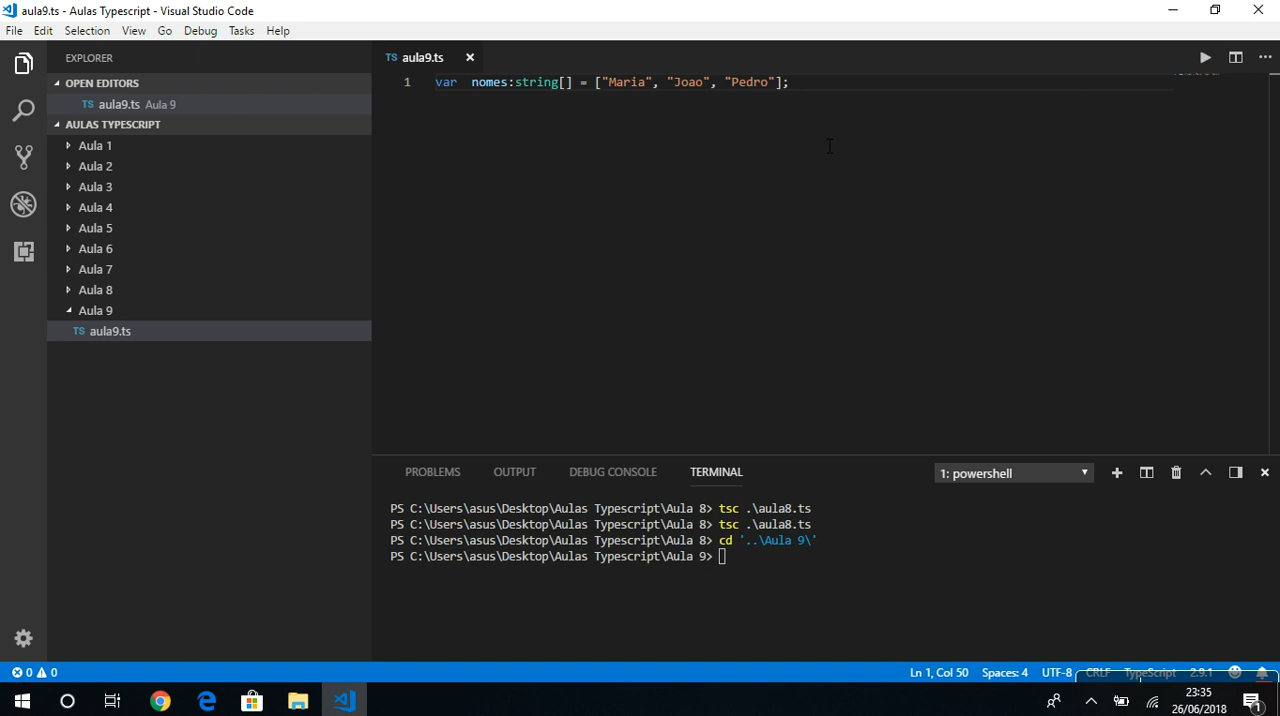 aula9.ts - Aulas Typescript - Visual Studio Code
File Edit Selection View Go Debug Tasks Help
EXPLORER
OPEN EDITORS
TS aula9.ts Aula 9
AULAS TYPESCRIPT
Aula 1
Aula 2
Aula 3
Aula 4
Aula 5
Aula 6
Aula 7
Aula 8
Aula 9
TS aula9.ts
TS aula9.ts
1 var  nomes:string[] = ["Maria", "Joao", "Pedro"];
PROBLEMS OUTPUT DEBUG CONSOLE TERMINAL
1: powershell
PS C:\Users\asus\Desktop\Aulas Typescript\Aula 8> tsc .\aula8.ts
PS C:\Users\asus\Desktop\Aulas Typescript\Aula 8> tsc .\aula8.ts
PS C:\Users\asus\Desktop\Aulas Typescript\Aula 8> cd '..\Aula 9\'
PS C:\Users\asus\Desktop\Aulas Typescript\Aula 9>
0 0 Ln 1, Col 50 Spaces: 4 UTF-8 CRLF TypeScript 2.9.1
23:35
26/06/2018
1